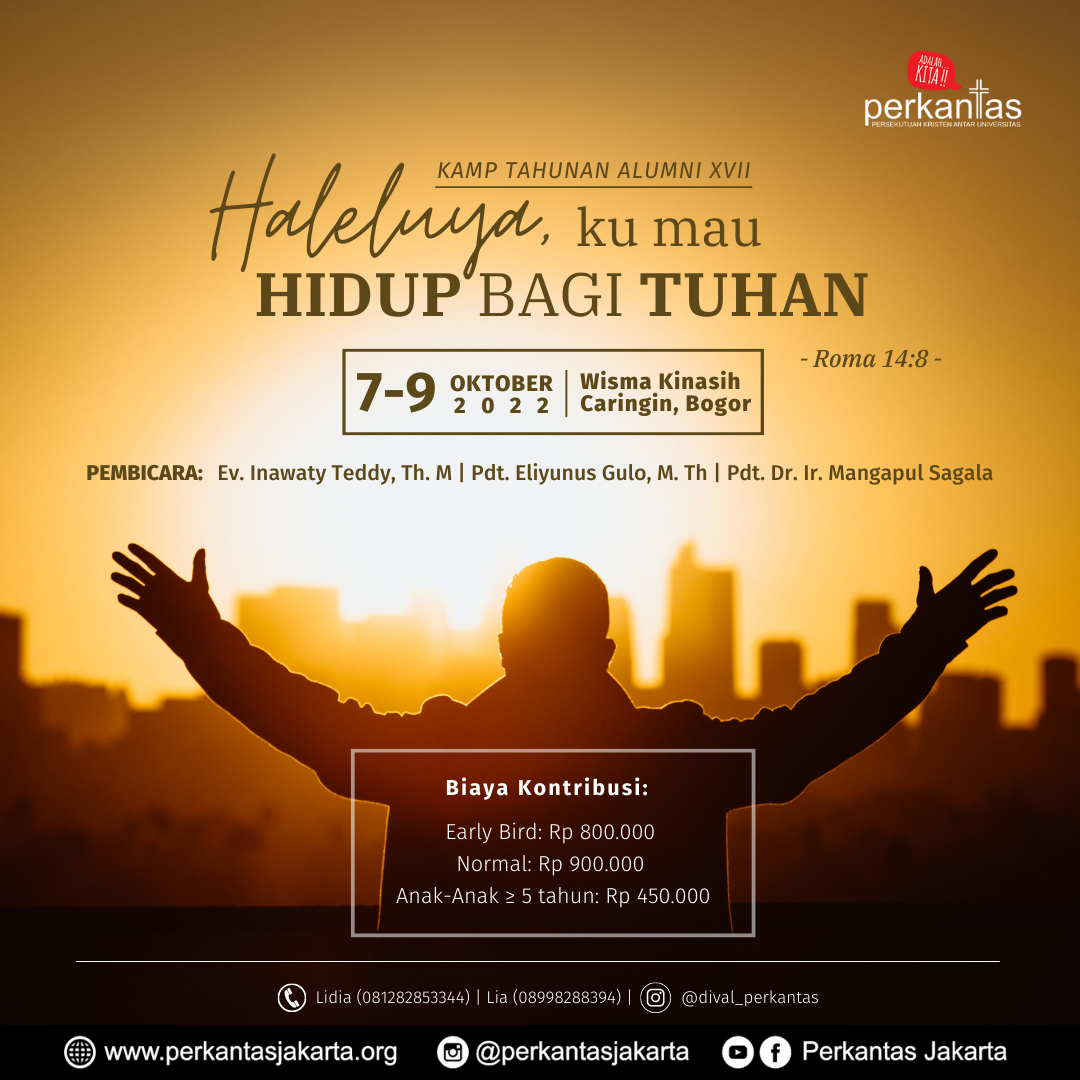 ADALAH
KITA!!
perkantas
PERSEKUTUAN KRISTEN ANTAR UNIVERSITAS
KAMP TAHUNAN ALUMNI XVII
Haleluya, ku mau
HIDUP BAGI TUHAN
- Roma 14:8 -
7-9 OKTOBER 2022 | Wisma Kinasih
Caringin, Bogor
PEMBICARA: Ev. Inawaty Teddy, Th. M | Pdt. Eliyunus Gulo, M. Th | Pdt. Dr. Ir. Mangapul Sagala
Biaya Kontribusi:
Early Bird: Rp 800.000
Normal: Rp 900.000
Anak-Anak ≥ 5 tahun: Rp 450.000
Lidia (081282853344) | Lia (08998288394) | @dival_perkantas
www.perkantasjakarta.org @perkantasjakarta Perkantas Jakarta